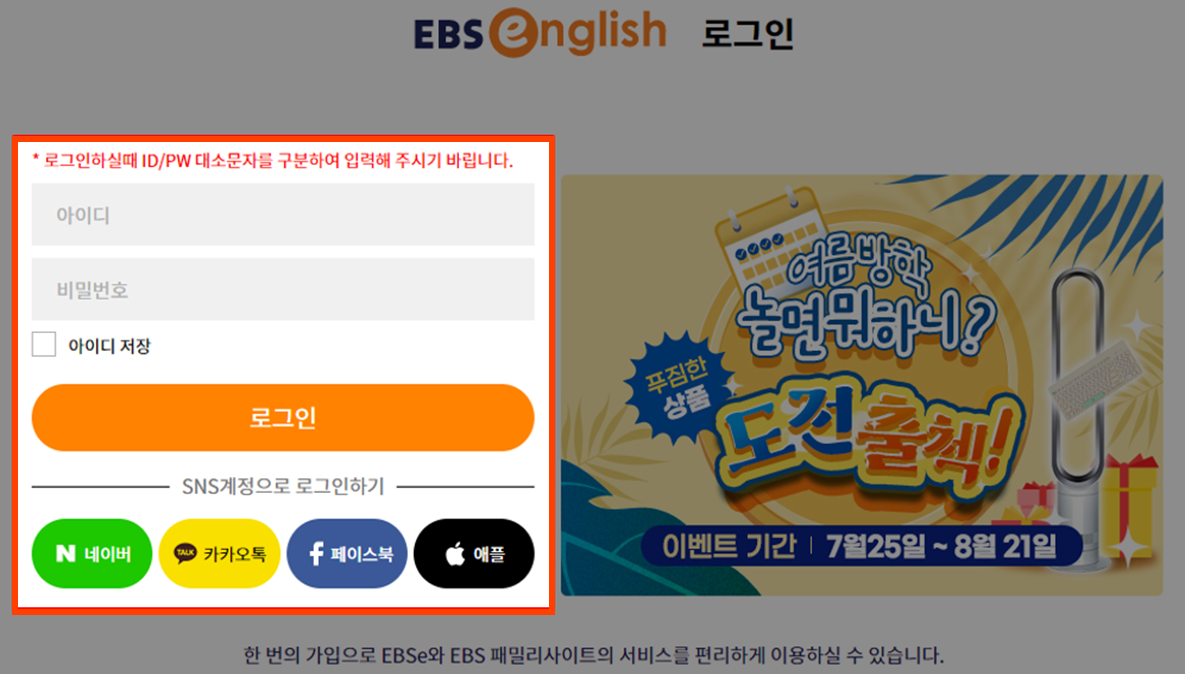 EBS english 로그인
* 로그인하실때 ID/PW 대소문자를 구분하여 입력해 주시기 바랍니다.
아이디
비밀번호
아이디 저장
로그인
SNS계정으로 로그인하기
N 네이버
TALK 카카오톡
f 페이스북
애플
여름방학
놀면뭐하니?
푸짐한
상품
도전출첵!
이벤트 기간 | 7월25일 ~ 8월 21일
한 번의 가입으로 EBSe와 EBS 패밀리사이트의 서비스를 편리하게 이용하실 수 있습니다.